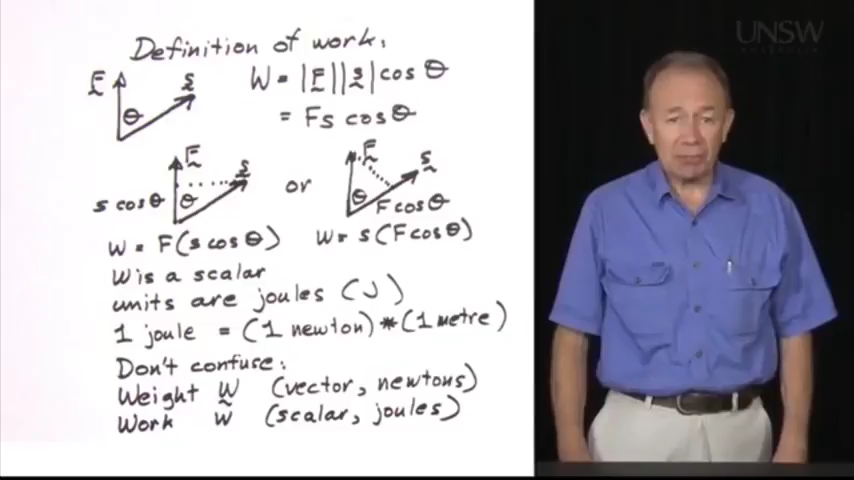 Definition of work:
F s θ W = |F||s| cos θ
= Fs cos θ
F s θ s cos θ or F s θ F cos θ
W = F(s cos θ) W = s(F cos θ)
W is a scalar
units are joules (J)
1 joule = (1 newton) * (1 metre)
Don't confuse:
Weight W (vector, newtons)
Work W (scalar, joules)
UNSW
AUSTRALIA